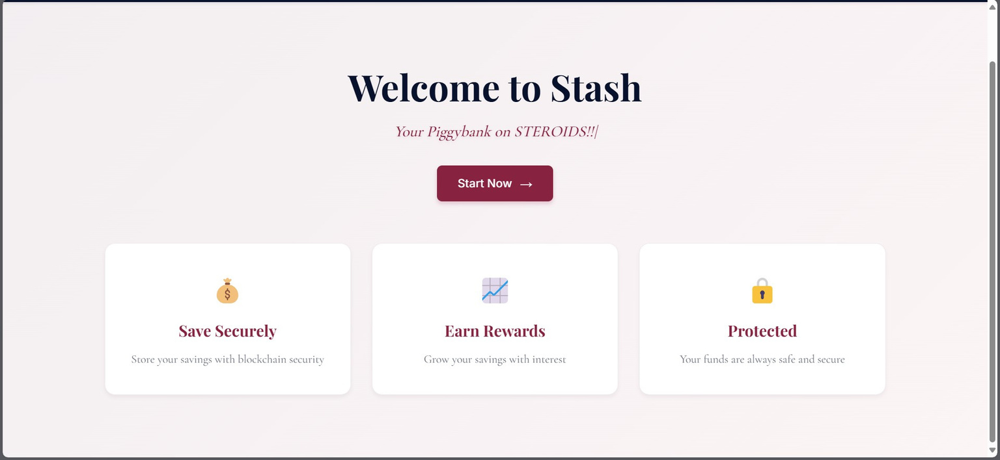 Welcome to Stash
Your Piggybank on STEROIDS!!|
Start Now →
$
Save Securely
Store your savings with blockchain security
Earn Rewards
Grow your savings with interest
Protected
Your funds are always safe and secure